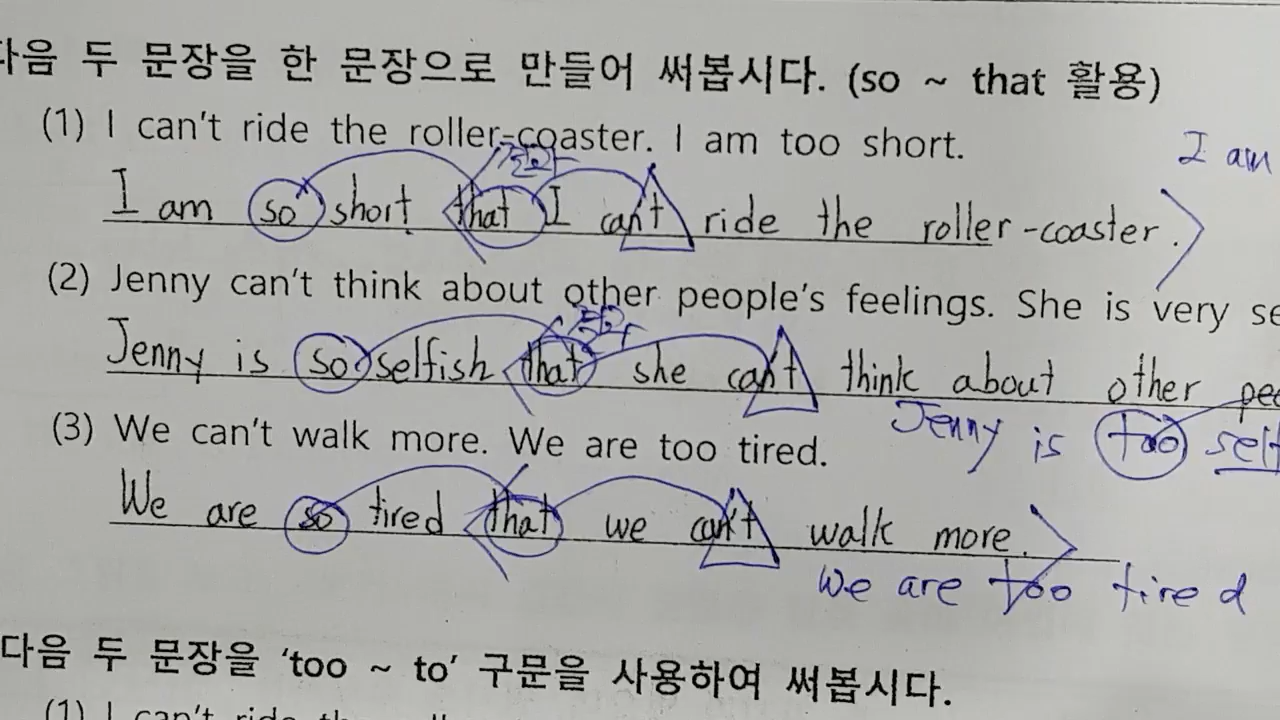 다음 두 문장을 한 문장으로 만들어 써봅시다. (so ~ that 활용)
(1) I can't ride the roller-coaster. I am too short.
I am
I am so short that I can't ride the roller-coaster.
(2) Jenny can't think about other people's feelings. She is very se
Jenny is so selfish that she can't think about other peo
Jenny is too self
(3) We can't walk more. We are too tired.
We are so tired that we can't walk more.
We are too tired
다음 두 문장을 'too ~ to' 구문을 사용하여 써봅시다.
(1) I can't ride the